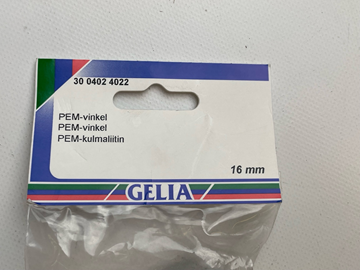 30 0402 4022
PEM-vinkel
PEM-vinkel
PEM-kulmaliitin
16 mm
GELIA